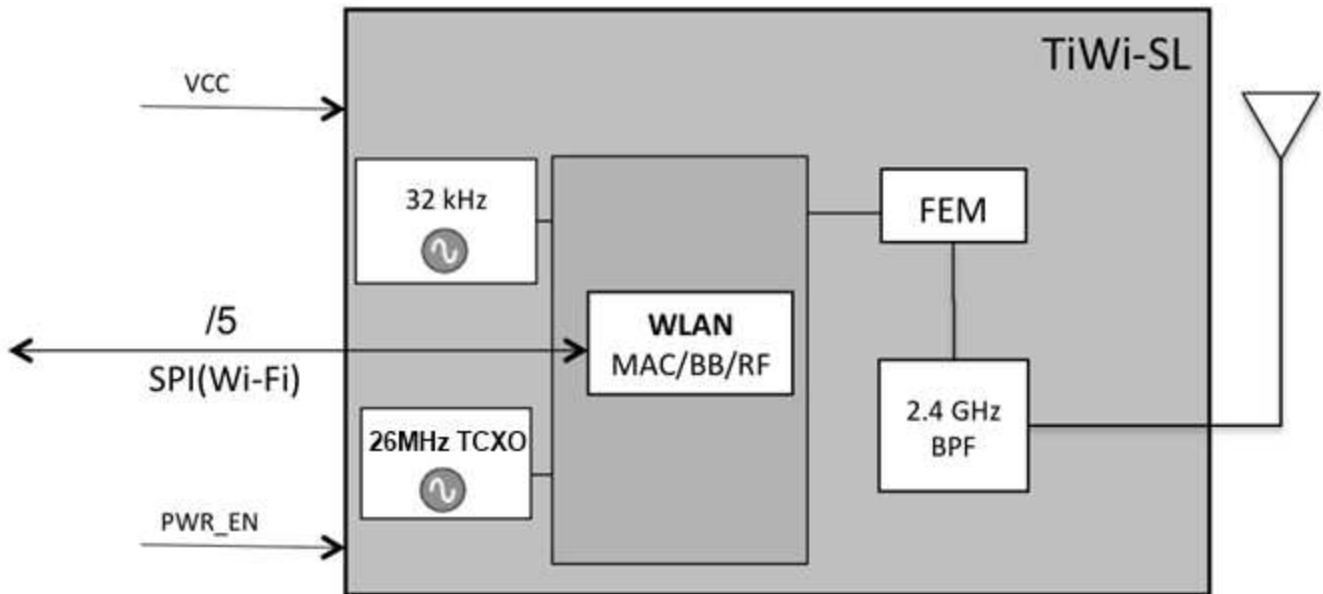 TiWi-SL
VCC
32 kHz
FEM
/5
SPI(Wi-Fi)
WLAN
MAC/BB/RF
26MHz TCXO
2.4 GHz
BPF
PWR_EN